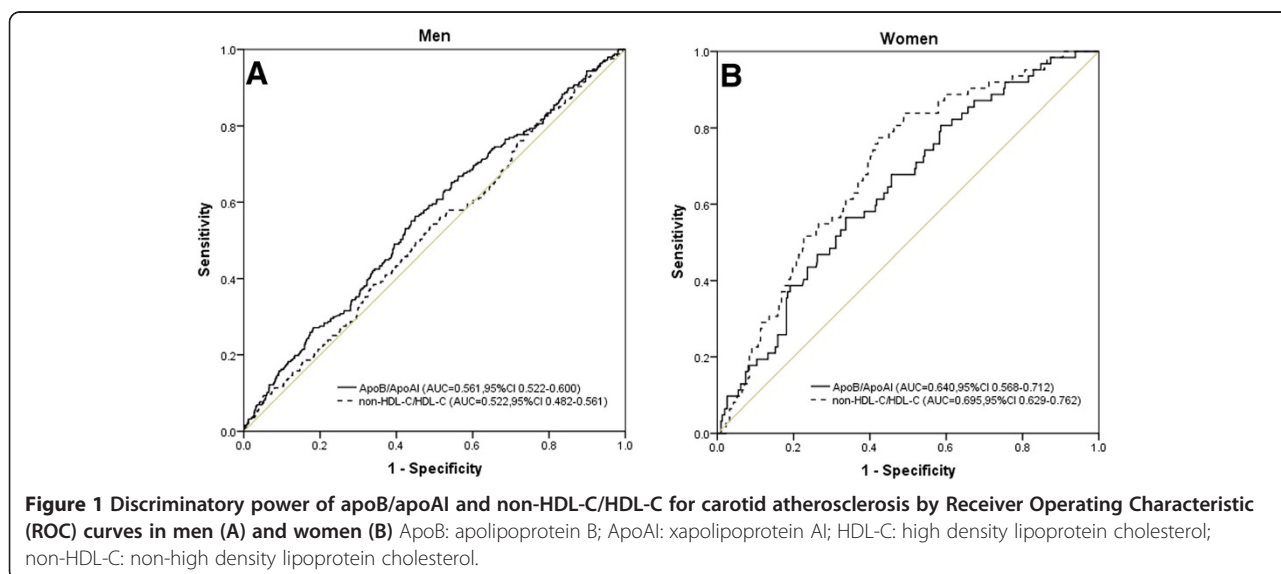 Men
A
Sensitivity
1.0
0.8
0.6
0.4
0.2
0.0
ApoB/ApoAI (AUC=0.561,95%CI 0.522-0.600)
non-HDL-C/HDL-C (AUC=0.522,95%CI 0.482-0.561)
0.0 0.2 0.4 0.6 0.8 1.0
1 - Specificity
Women
B
Sensitivity
1.0
0.8
0.6
0.4
0.2
0.0
ApoB/ApoAI (AUC=0.640,95%CI 0.568-0.712)
non-HDL-C/HDL-C (AUC=0.695,95%CI 0.629-0.762)
0.0 0.2 0.4 0.6 0.8 1.0
1 - Specificity
Figure 1 Discriminatory power of apoB/apoAI and non-HDL-C/HDL-C for carotid atherosclerosis by Receiver Operating Characteristic
(ROC) curves in men (A) and women (B) ApoB: apolipoprotein B; ApoAI: xapolipoprotein AI; HDL-C: high density lipoprotein cholesterol;
non-HDL-C: non-high density lipoprotein cholesterol.